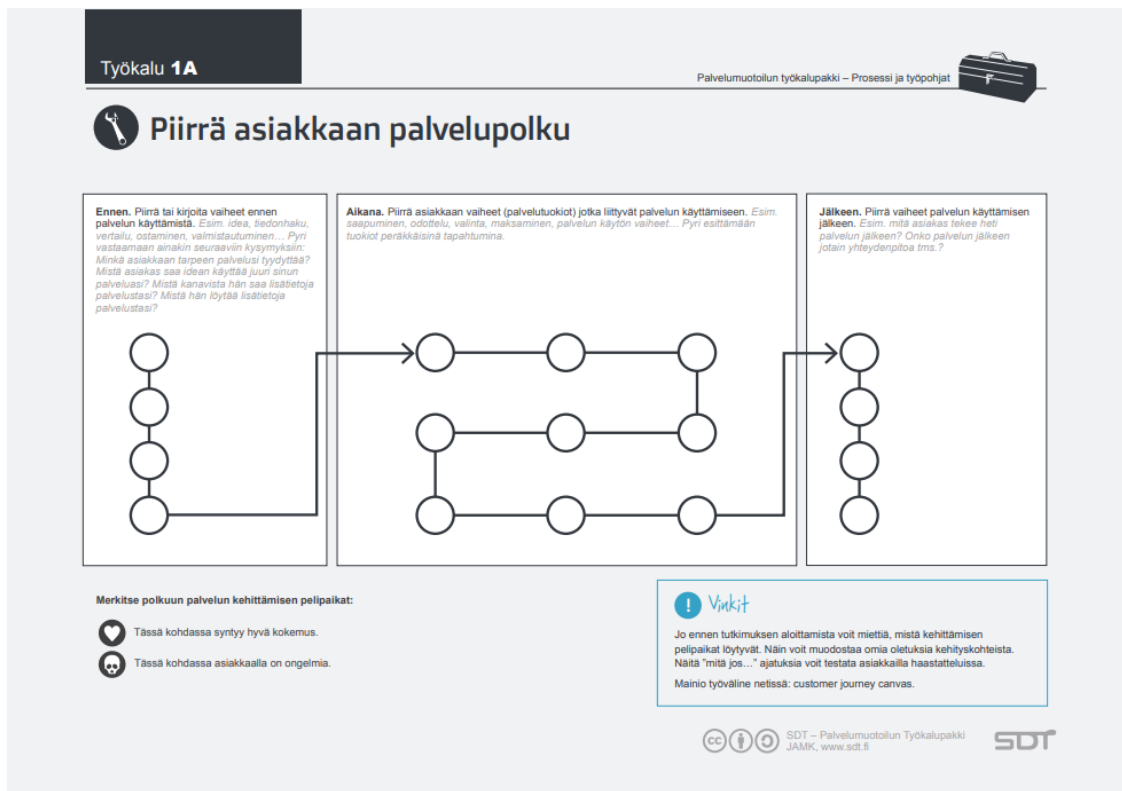 Työkalu 1A
Palvelumuotoilun työkalupakki – Prosessi ja työpohjat
Piirrä asiakkaan palvelupolku
Ennen. Piirrä tai kirjoita vaiheet ennen
palvelun käyttämistä. Esim. idea, tiedonhaku,
vertailu, ostaminen, valmistautuminen… Pyri
vastaamaan ainakin seuraaviin kysymyksiin:
Minkä asiakkaan tarpeen palvelusi tyydyttää?
Mistä asiakas saa idean käyttää juuri sinun
palveluasi? Mistä kanavista hän saa lisätietoja
palvelustasi? Mistä hän löytää lisätietoja
palvelustasi?
Aikana. Piirrä asiakkaan vaiheet (palvelutuokiot) jotka liittyvät palvelun käyttämiseen. Esim.
saapuminen, odottelu, valinta, maksaminen, palvelun käytön vaiheet… Pyri esittämään
tuokiot peräkkäisinä tapahtumina.
Jälkeen. Piirrä vaiheet palvelun käyttämisen
jälkeen. Esim. mitä asiakas tekee heti
palvelun jälkeen? Onko palvelun jälkeen
jotain yhteydenpitoa tms.?
Merkitse polkuun palvelun kehittämisen pelipaikat:
Tässä kohdassa syntyy hyvä kokemus.
Tässä kohdassa asiakkaalla on ongelmia.
! Vinkit
Jo ennen tutkimuksen aloittamista voit miettiä, mistä kehittämisen
pelipaikat löytyvät. Näin voit muodostaa omia oletuksia kehityskohteista.
Näitä ”mitä jos…” ajatuksia voit testata asiakkailla haastatteluissa.
Mainio työväline netissä: customer journey canvas.
cc
SDT – Palvelumuotoilun Työkalupakki
JAMK, www.sdt.fi
SDT